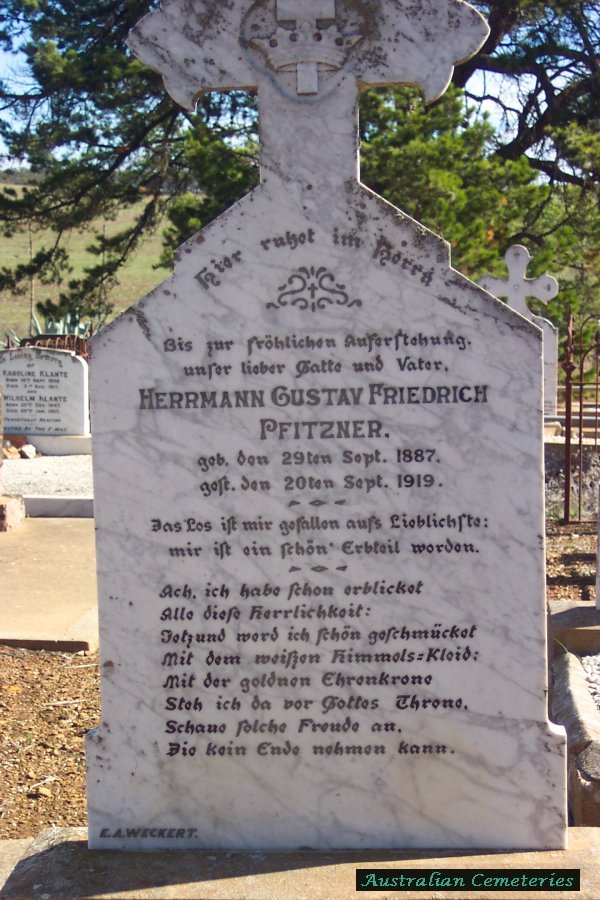 Hier ruhet im Herrn
Bis zur fröhlichen Auferstehung.
unser lieber Gatte und Vater,
HERRMANN GUSTAV FRIEDRICH
PFITZNER.
geb. den 29ten Sept. 1887.
gest. den 20ten Sept. 1919.
Das Los ist mir gefallen aufs Lieblichste:
mir ist ein schön' Erbteil worden.
Ach, ich habe schon erblicket
Alle diese Herrlichkeit:
Jetzund werd ich schön geschmücket
Mit dem weißen Himmels=Kleid:
Mit der goldnen Ehrenkrone
Steh ich da vor Gottes Throne,
Schaue solche Freude an,
Die kein Ende nehmen kann.
E.A. WECKERT.
In Loving Memory
OF
KAROLINE KLANTE
WILHELM KLANTE
Australian Cemeteries